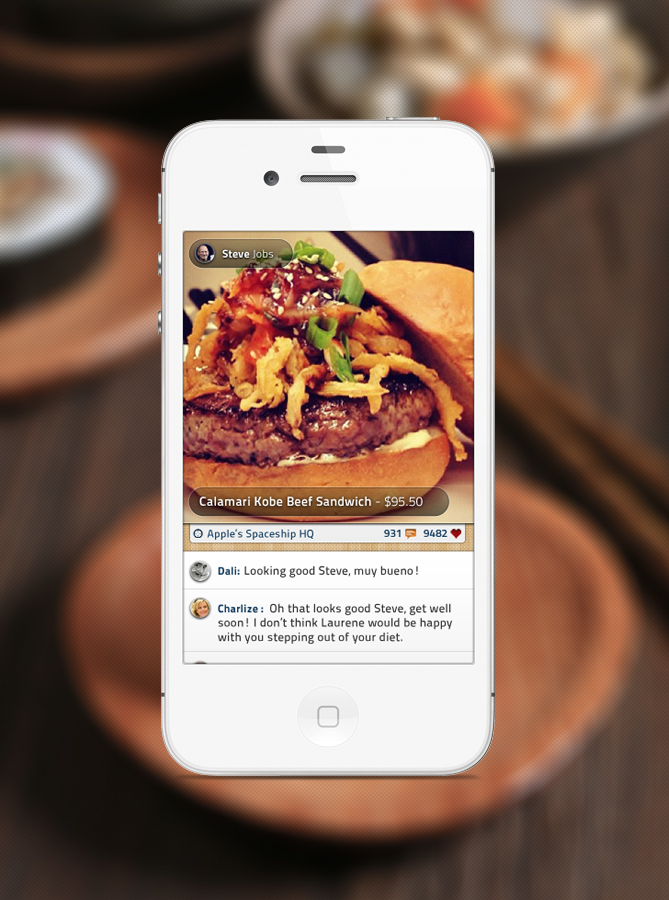 Steve Jobs
Calamari Kobe Beef Sandwich - $95.50
Apple's Spaceship HQ 931 9482
Dali: Looking good Steve, muy bueno!
Charlize : Oh that looks good Steve, get well
soon! I don't think Laurene would be happy
with you stepping out of your diet.